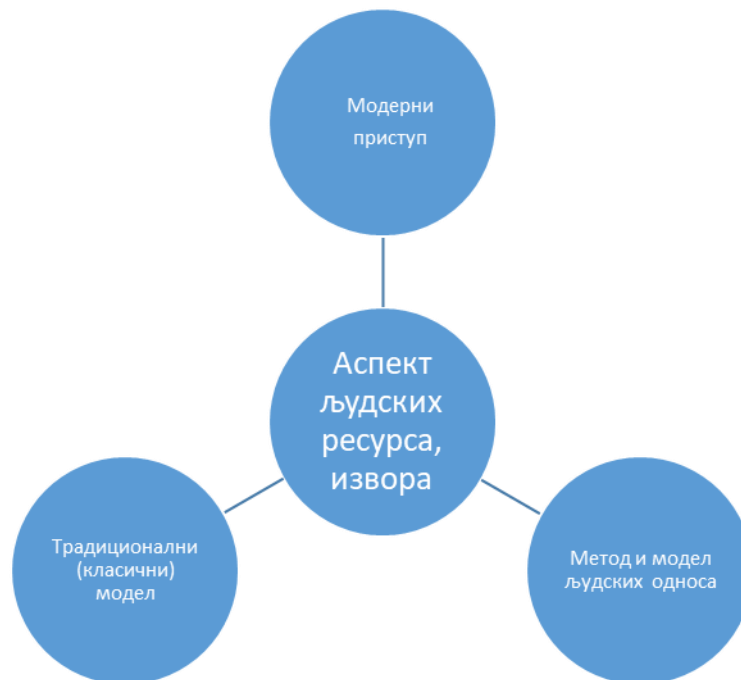 Модерни
приступ
Аспект
људских
ресурса,
извора
Традиционални
(класични)
модел
Метод и модел
људских односа